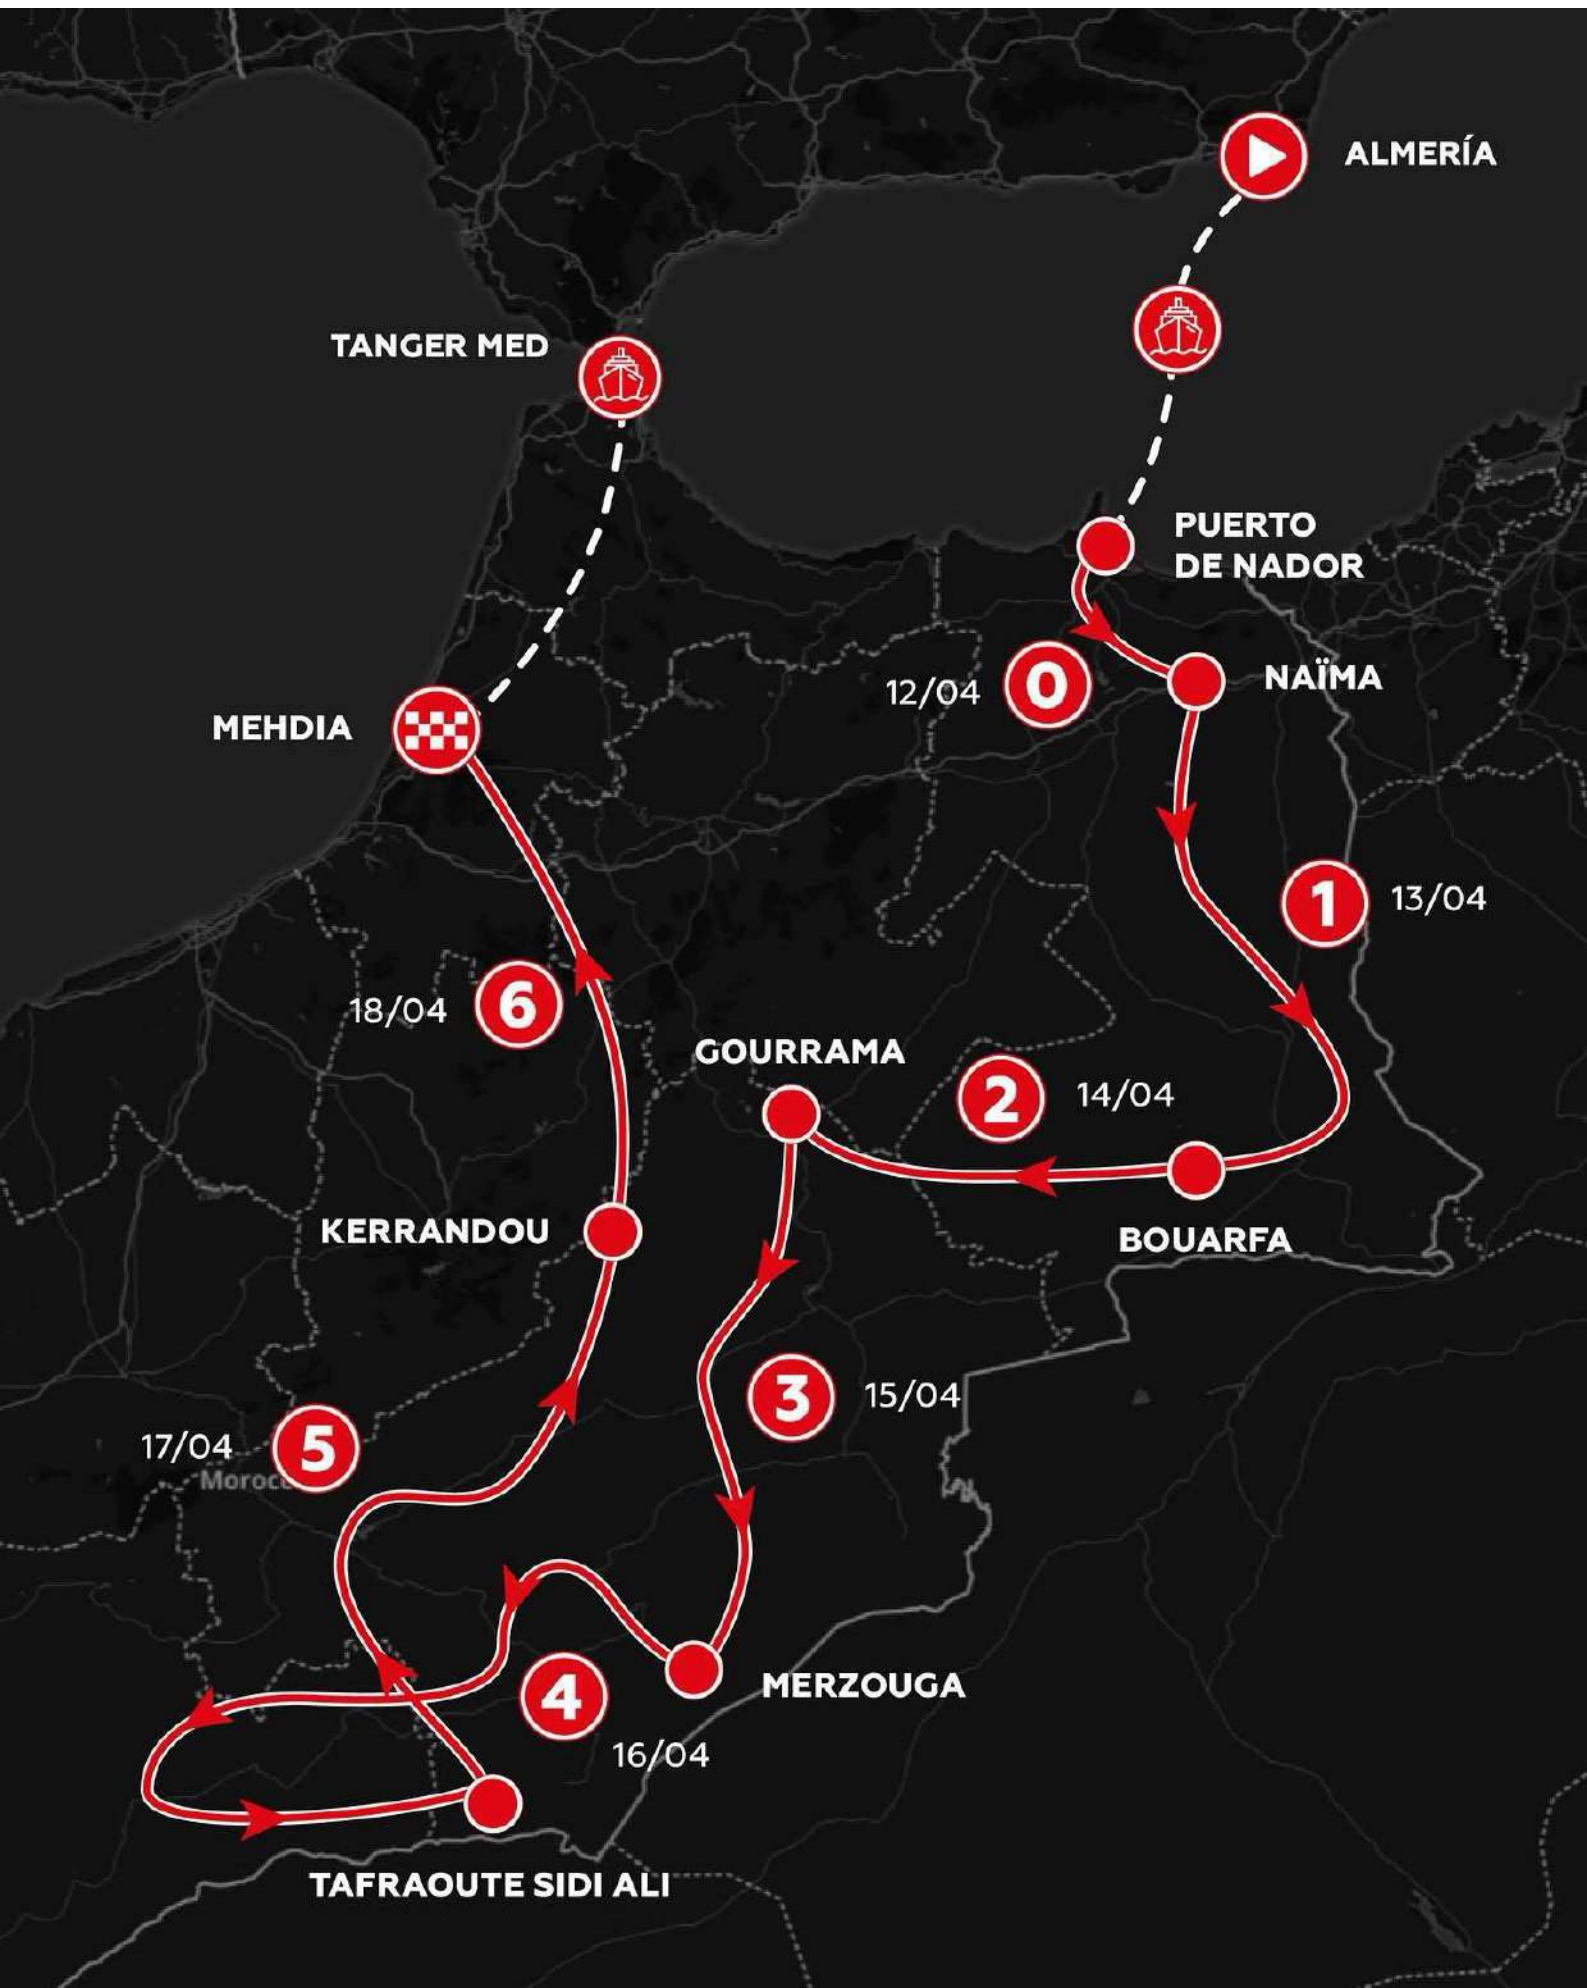 ALMERÍA
TANGER MED
PUERTO
DE NADOR
NAÏMA
12/04
0
MEHDIA
1
13/04
18/04
6
GOURRAMA
2
14/04
KERRANDOU
BOUARFA
3
15/04
17/04
5
Moroc
4
MERZOUGA
16/04
TAFRAOUTE SIDI ALI